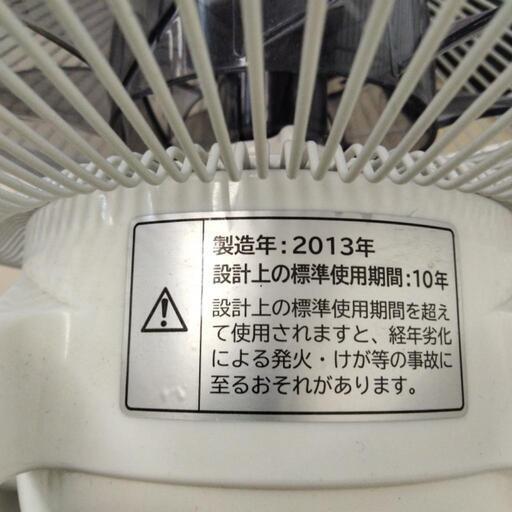 製造年：2013年
設計上の標準使用期間：10年
設計上の標準使用期間を超え
て使用されますと、経年劣化
による発火・けが等の事故に
至るおそれがあります。